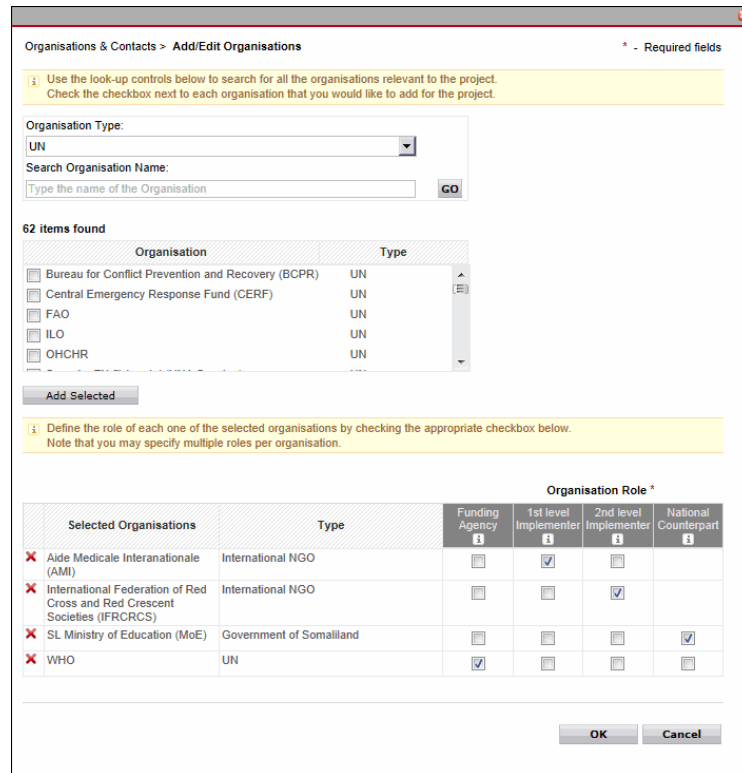 Organisations & Contacts > Add/Edit Organisations
* - Required fields
Use the look-up controls below to search for all the organisations relevant to the project.
Check the checkbox next to each organisation that you would like to add for the project.
Organisation Type:
UN
Search Organisation Name:
Type the name of the Organisation
GO
62 items found
Organisation Type
Bureau for Conflict Prevention and Recovery (BCPR) UN
Central Emergency Response Fund (CERF) UN
FAO UN
ILO UN
OHCHR UN
Add Selected
Define the role of each one of the selected organisations by checking the appropriate checkbox below.
Note that you may specify multiple roles per organisation.
Organisation Role *
Selected Organisations
Type
Funding
Agency
1st level
Implementer
2nd level
Implementer
National
Counterpart
Aide Medicale Interanationale
(AMI)
International NGO
International Federation of Red
Cross and Red Crescent
Societies (IFRCRCS)
International NGO
SL Ministry of Education (MoE)
Government of Somaliland
WHO
UN
OK
Cancel